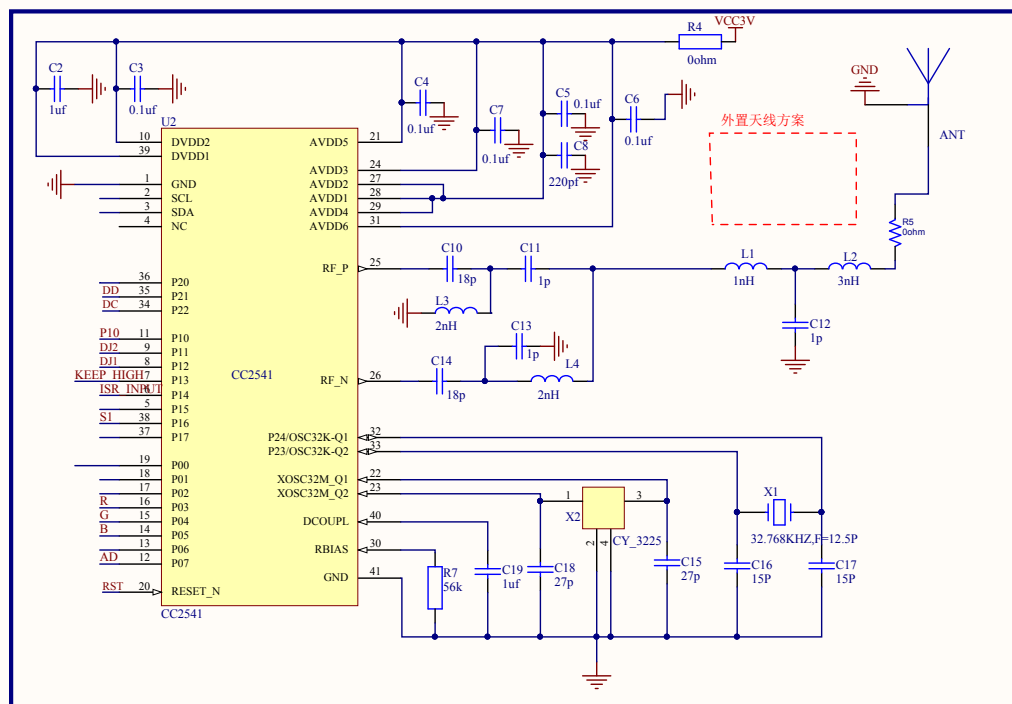 R4
VCC3V
0ohm
C2
1uf
C3
0.1uf
C4
0.1uf
C7
0.1uf
C5
0.1uf
C8
220pf
C6
0.1uf
GND
ANT
外置天线方案
R5
0ohm
U2
10 DVDD2
39 DVDD1
1 GND
2 SCL
3 SDA
4 NC
36 P20
DD 35 P21
DC 34 P22
P10 11 P10
DJ2 9 P11
DJ1 8 P12
KEEP_HIGH 7 P13
ISR_INPUT 6 P14
5 P15
S1 38 P16
37 P17
19 P00
18 P01
17 P02
R 16 P03
G 15 P04
B 14 P05
13 P06
AD 12 P07
RST 20 RESET_N
CC2541
CC2541
AVDD5 21
AVDD3 24
AVDD2 27
AVDD1 28
AVDD4 29
AVDD6 31
RF_P 25
RF_N 26
P24/OSC32K-Q1 32
P23/OSC32K-Q2 33
XOSC32M_Q1 22
XOSC32M_Q2 23
DCOUPL 40
RBIAS 30
GND 41
C10
18p
C11
1p
L3
2nH
C13
1p
C14
18p
L4
2nH
L1
1nH
L2
3nH
C12
1p
1
3
X2
2
4
CY_3225
X1
32.768KHZ,F=12.5P
R7
56k
C19
1uf
C18
27p
C15
27p
C16
15P
C17
15P